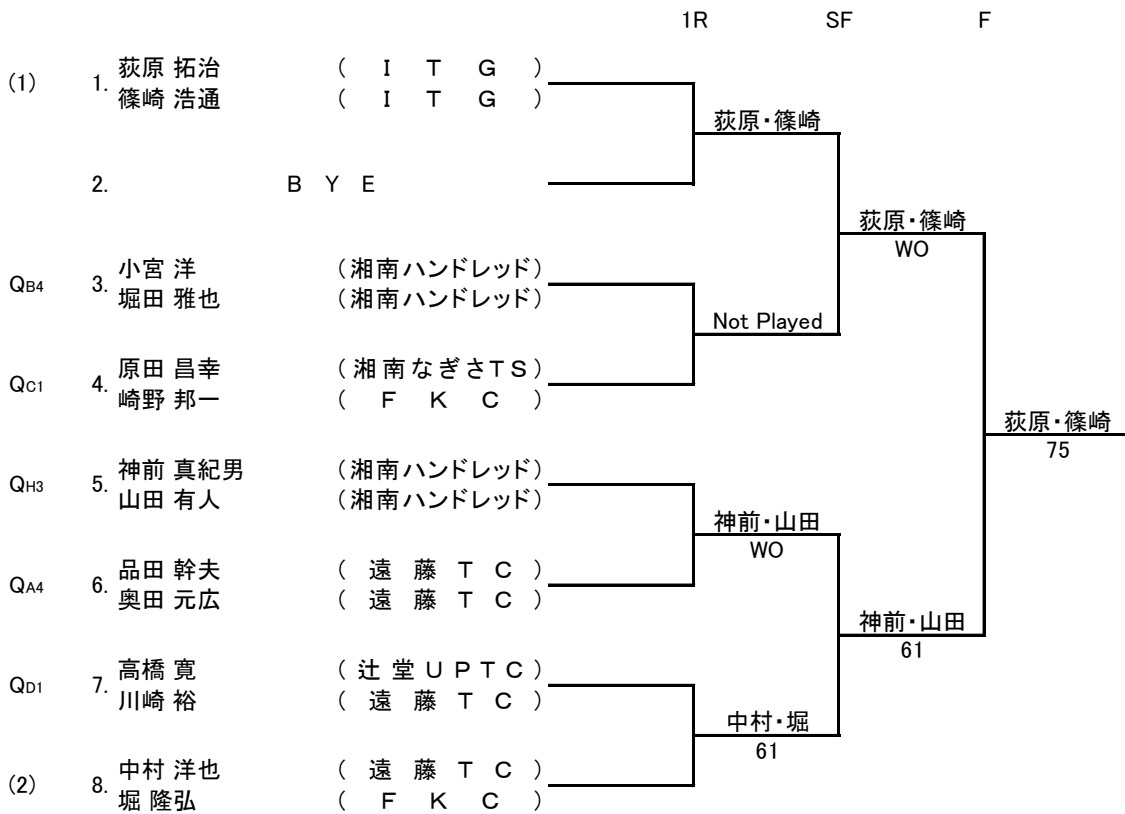 1R SF F
(1) 1. 荻原 拓治 ( I T G )
篠崎 浩通 ( I T G )
荻原・篠崎
2. B Y E
荻原・篠崎
WO
QB4 3. 小宮 洋 (湘南ハンドレッド)
堀田 雅也 (湘南ハンドレッド)
Not Played
QC1 4. 原田 昌幸 (湘南なぎさTS)
崎野 邦一 ( F K C )
荻原・篠崎
75
QH3 5. 神前 真紀男 (湘南ハンドレッド)
山田 有人 (湘南ハンドレッド)
神前・山田
WO
QA4 6. 品田 幹夫 ( 遠 藤 T C )
奥田 元広 ( 遠 藤 T C )
神前・山田
61
QD1 7. 高橋 寛 (辻堂UPTC)
川崎 裕 ( 遠 藤 T C )
中村・堀
61
(2) 8. 中村 洋也 ( 遠 藤 T C )
堀 隆弘 ( F K C )